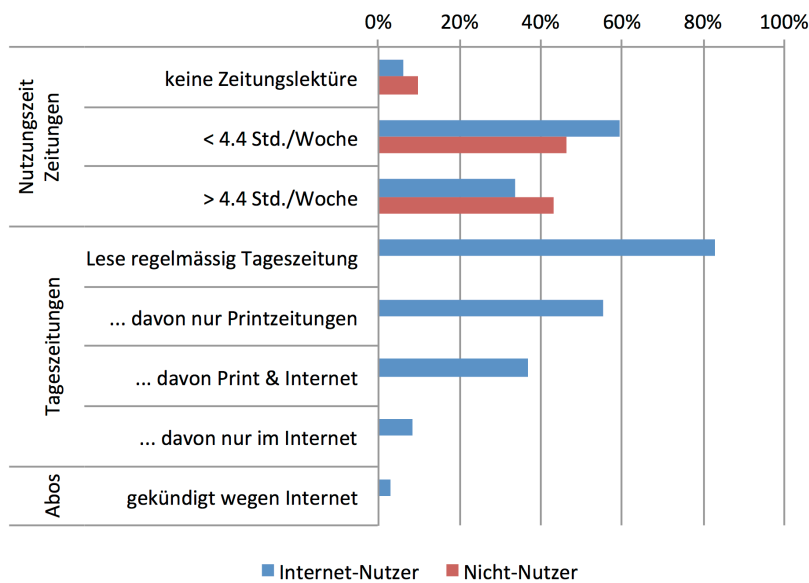 0% 20% 40% 60% 80% 100%
Nutzungszeit
Zeitungen
keine Zeitungslektüre
< 4.4 Std./Woche
> 4.4 Std./Woche
Tageszeitungen
Lese regelmässig Tageszeitung
... davon nur Printzeitungen
... davon Print & Internet
... davon nur im Internet
Abos
gekündigt wegen Internet
Internet-Nutzer Nicht-Nutzer